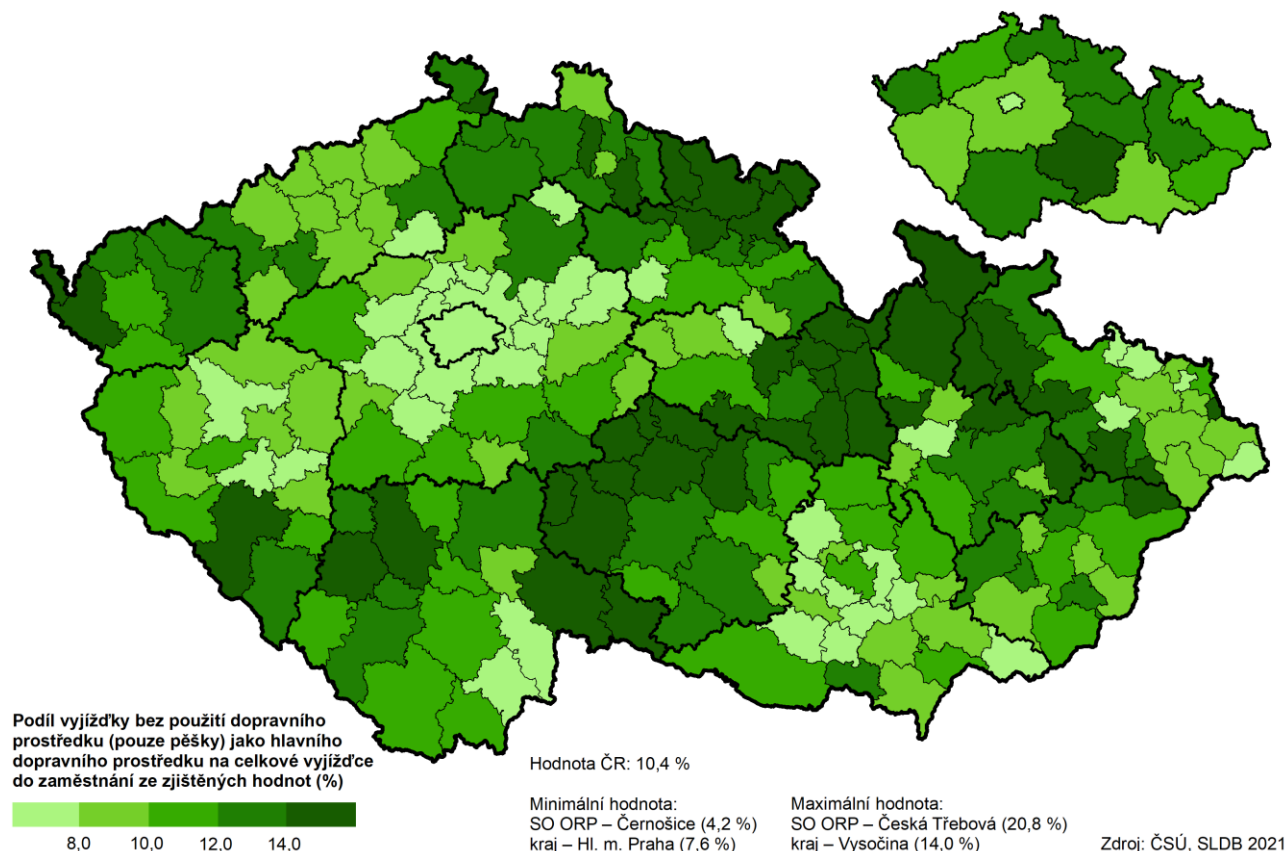 Podíl vyjížďky bez použití dopravního
prostředku (pouze pěšky) jako hlavního
dopravního prostředku na celkové vyjížďce
do zaměstnání ze zjištěných hodnot (%)
8,0 10,0 12,0 14,0
Hodnota ČR: 10,4 %
Minimální hodnota:
SO ORP – Černošice (4,2 %)
kraj – Hl. m. Praha (7,6 %)
Maximální hodnota:
SO ORP – Česká Třebová (20,8 %)
kraj – Vysočina (14,0 %)
Zdroj: ČSÚ, SLDB 2021